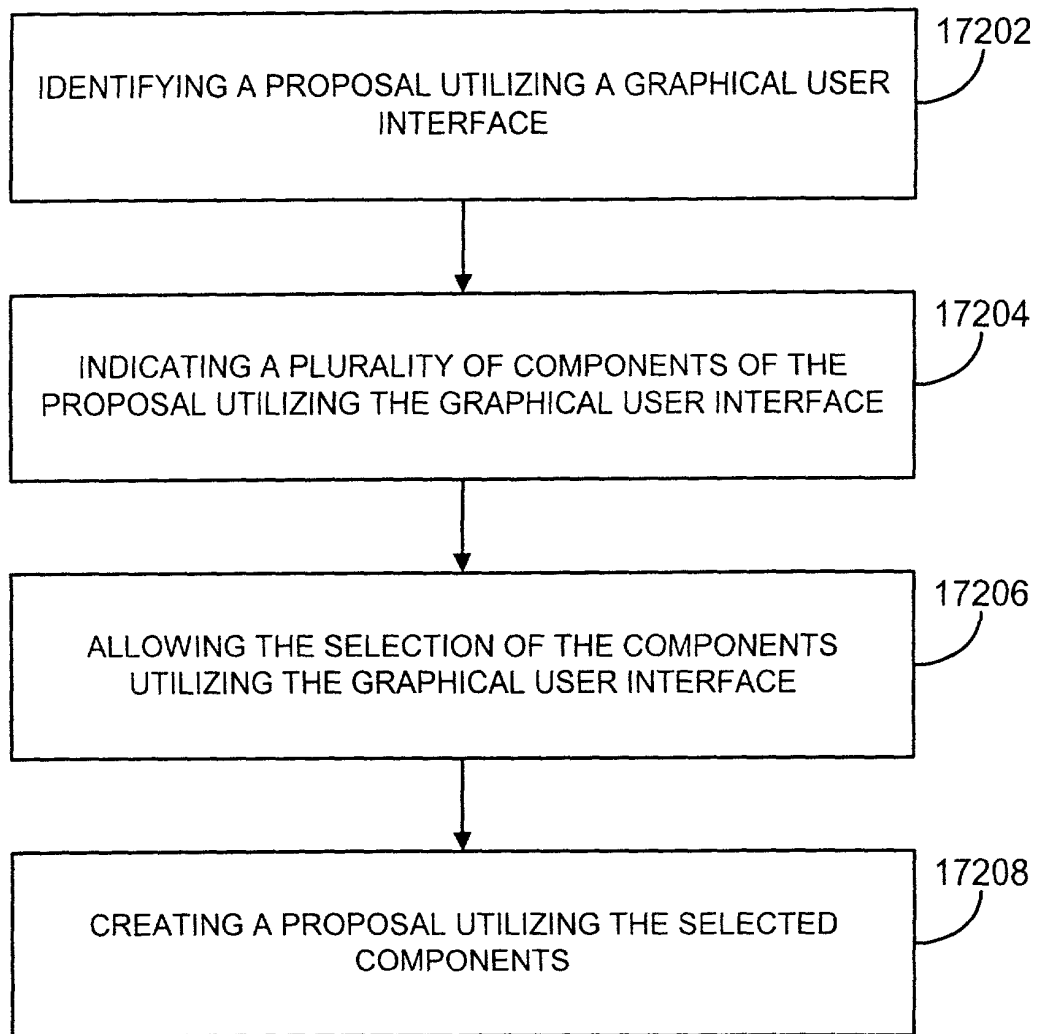 17202
IDENTIFYING A PROPOSAL UTILIZING A GRAPHICAL USER
INTERFACE
17204
INDICATING A PLURALITY OF COMPONENTS OF THE
PROPOSAL UTILIZING THE GRAPHICAL USER INTERFACE
17206
ALLOWING THE SELECTION OF THE COMPONENTS
UTILIZING THE GRAPHICAL USER INTERFACE
17208
CREATING A PROPOSAL UTILIZING THE SELECTED
COMPONENTS